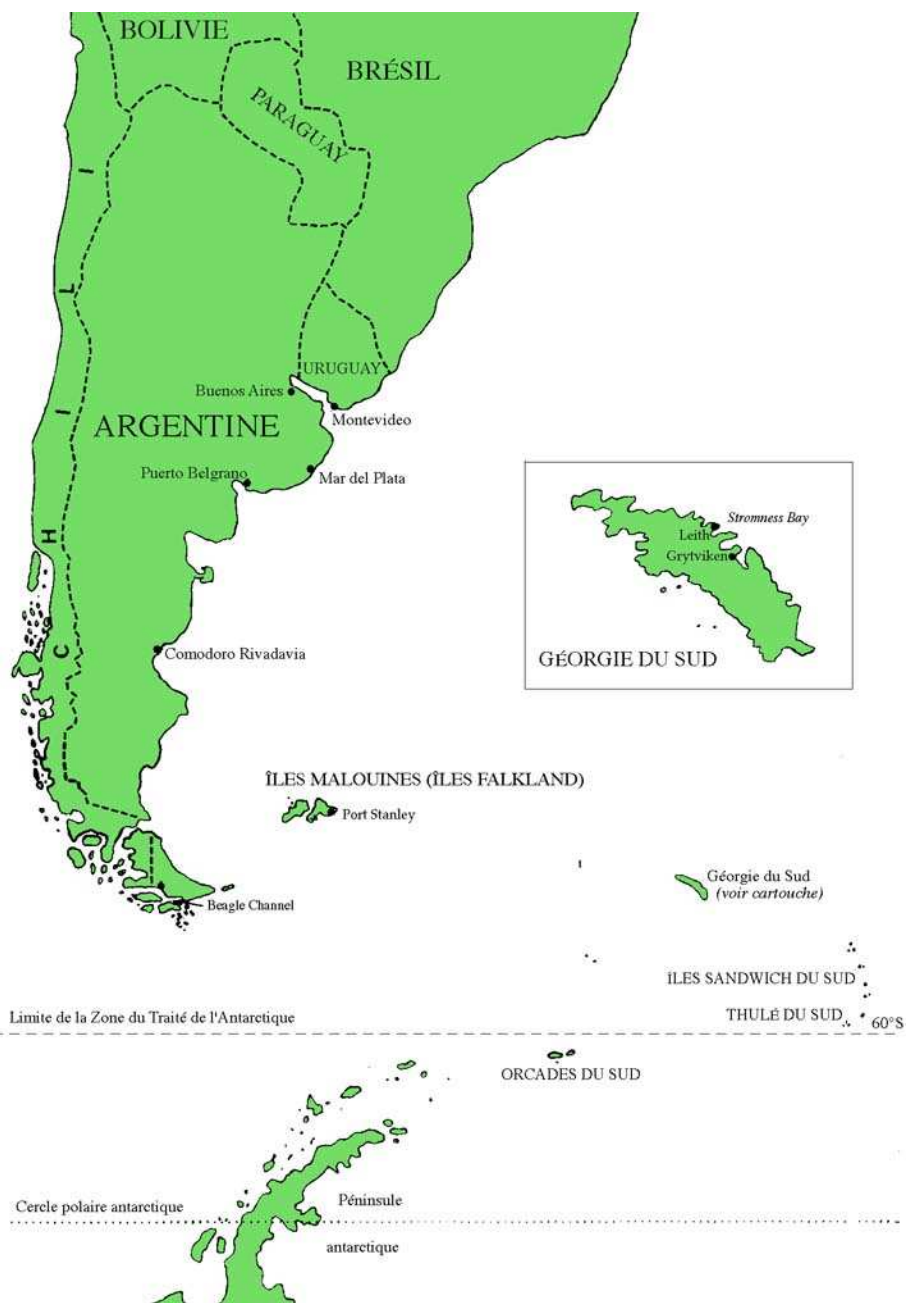 BOLIVIE
BRÉSIL
PARAGUAY
CHILI
URUGUAY
Buenos Aires
Montevideo
ARGENTINE
Puerto Belgrano
Mar del Plata
Stromness Bay
Leith
Grytviken
GÉORGIE DU SUD
Comodoro Rivadavia
ÎLES MALOUINES (ÎLES FALKLAND)
Port Stanley
Géorgie du Sud
(voir cartouche)
Beagle Channel
ÎLES SANDWICH DU SUD
THULÉ DU SUD
Limite de la Zone du Traité de l'Antarctique
60°S
ORCADES DU SUD
Cercle polaire antarctique
Péninsule
antarctique